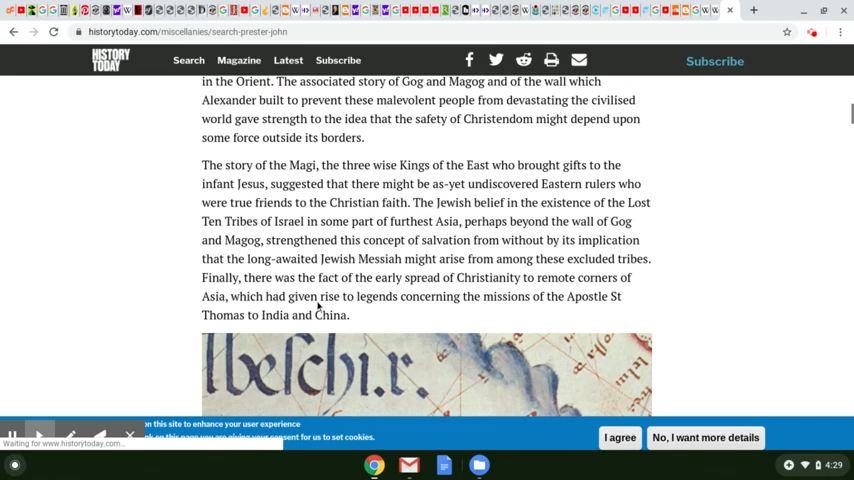 historytoday.com/miscellanies/search-prester-john
HISTORY
TODAY
Search
Magazine
Latest
Subscribe
Subscribe
in the Orient. The associated story of Gog and Magog and of the wall which
Alexander built to prevent these malevolent people from devastating the civilised
world gave strength to the idea that the safety of Christendom might depend upon
some force outside its borders.
The story of the Magi, the three wise Kings of the East who brought gifts to the
infant Jesus, suggested that there might be as-yet undiscovered Eastern rulers who
were true friends to the Christian faith. The Jewish belief in the existence of the Lost
Ten Tribes of Israel in some part of furthest Asia, perhaps beyond the wall of Gog
and Magog, strengthened this concept of salvation from without by its implication
that the long-awaited Jewish Messiah might arise from among these excluded tribes.
Finally, there was the fact of the early spread of Christianity to remote corners of
Asia, which had given rise to legends concerning the missions of the Apostle St
Thomas to India and China.
on this site to enhance your user experience
nk on this page you are giving your consent for us to set cookies.
I agree
No, I want more details
Waiting for www.historytoday.com...
4:29